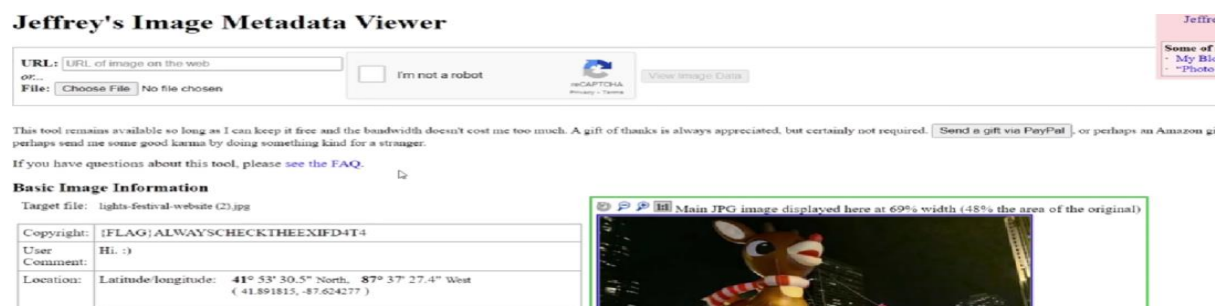 Jeffrey's Image Metadata Viewer
Jeffre
Some of
- My Blo
- "Photo
URL: URL of image on the web
or...
File: Choose File No file chosen
I'm not a robot
reCAPTCHA
Privacy - Terms
View Image Data
This tool remains available so long as I can keep it free and the bandwidth doesn't cost me too much. A gift of thanks is always appreciated, but certainly not required. Send a gift via PayPal, or perhaps an Amazon gi
perhaps send me some good karma by doing something kind for a stranger.
If you have questions about this tool, please see the FAQ.
Basic Image Information
Target file: lights-festival-website (2).jpg
Copyright: {FLAG}ALWAYSCHECKTHEEXIFD4T4
User Comment: Hi. :)
Location: Latitude/longitude: 41° 53' 30.5" North, 87° 37' 27.4" West
( 41.891815, -87.624277 )
Main JPG image displayed here at 69% width (48% the area of the original)